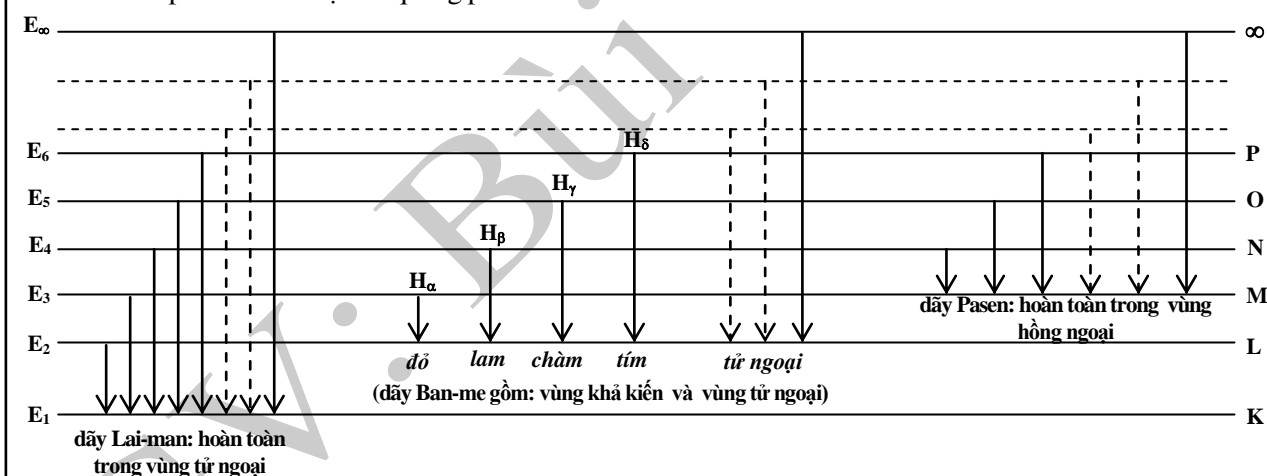 E∞ ∞
E₆ Hδ P
E₅ Hγ O
E₄ Hβ N
E₃ Hα M
dãy Pasen: hoàn toàn trong vùng
hồng ngoại
E₂ L
đỏ lam chàm tím tử ngoại
(dãy Ban-me gồm: vùng khả kiến và vùng tử ngoại)
E₁ K
dãy Lai-man: hoàn toàn
trong vùng tử ngoại
V. Bùi